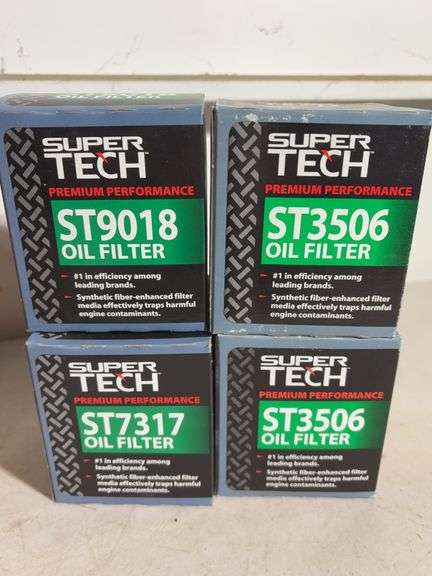 SUPER
TECH
PREMIUM PERFORMANCE
ST9018
OIL FILTER
#1 in efficiency among
leading brands.
Synthetic fiber-enhanced filter
media effectively traps harmful
engine contaminants.
SUPER
TECH
PREMIUM PERFORMANCE
ST3506
OIL FILTER
#1 in efficiency among
leading brands.
Synthetic fiber-enhanced filter
media effectively traps harmful
engine contaminants.
SUPER
TECH
PREMIUM PERFORMANCE
ST7317
OIL FILTER
#1 in efficiency among
leading brands.
Synthetic fiber-enhanced filter
media effectively traps harmful
engine contaminants.
SUPER
TECH
PREMIUM PERFORMANCE
ST3506
OIL FILTER
#1 in efficiency among
leading brands.
Synthetic fiber-enhanced filter
media effectively traps harmful
engine contaminants.